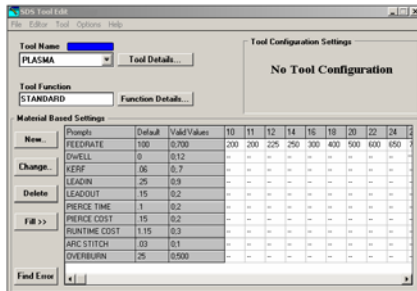 SDS Tool Edit
File Editor Tool Options Help
Tool Name
PLASMA Tool Details...
Tool Function
STANDARD Function Details...
Tool Configuration Settings
No Tool Configuration
Material Based Settings
New..
Change..
Delete
Fill >>
Find Error
Prompts Default Valid Values 10 11 12 14 16 18 20 22 24 2
FEEDRATE 100 0;700 200 200 225 250 300 400 500 600 650 7
DWELL 0 0;12 -- -- -- -- -- -- -- -- --
KERF .06 0;.7 -- -- -- -- -- -- -- -- --
LEADIN .25 0;9 -- -- -- -- -- -- -- -- --
LEADOUT .15 0;2 -- -- -- -- -- -- -- -- --
PIERCE TIME .1 0;2 -- -- -- -- -- -- -- -- --
PIERCE COST .15 0;2 -- -- -- -- -- -- -- -- --
RUNTIME COST 1.15 0;3 -- -- -- -- -- -- -- -- --
ARC STITCH .03 0;1 -- -- -- -- -- -- -- -- --
OVERBURN 25 0;500 -- -- -- -- -- -- -- -- --